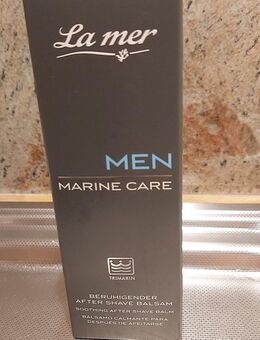 La mer
MEN
MARINE CARE
TRIMARIN
BERUHIGENDER
AFTER SHAVE BALSAM
SOOTHING AFTER SHAVE BALM
BÁLSAMO CALMANTE PARA
DESPUÉS DE AFEITARSE